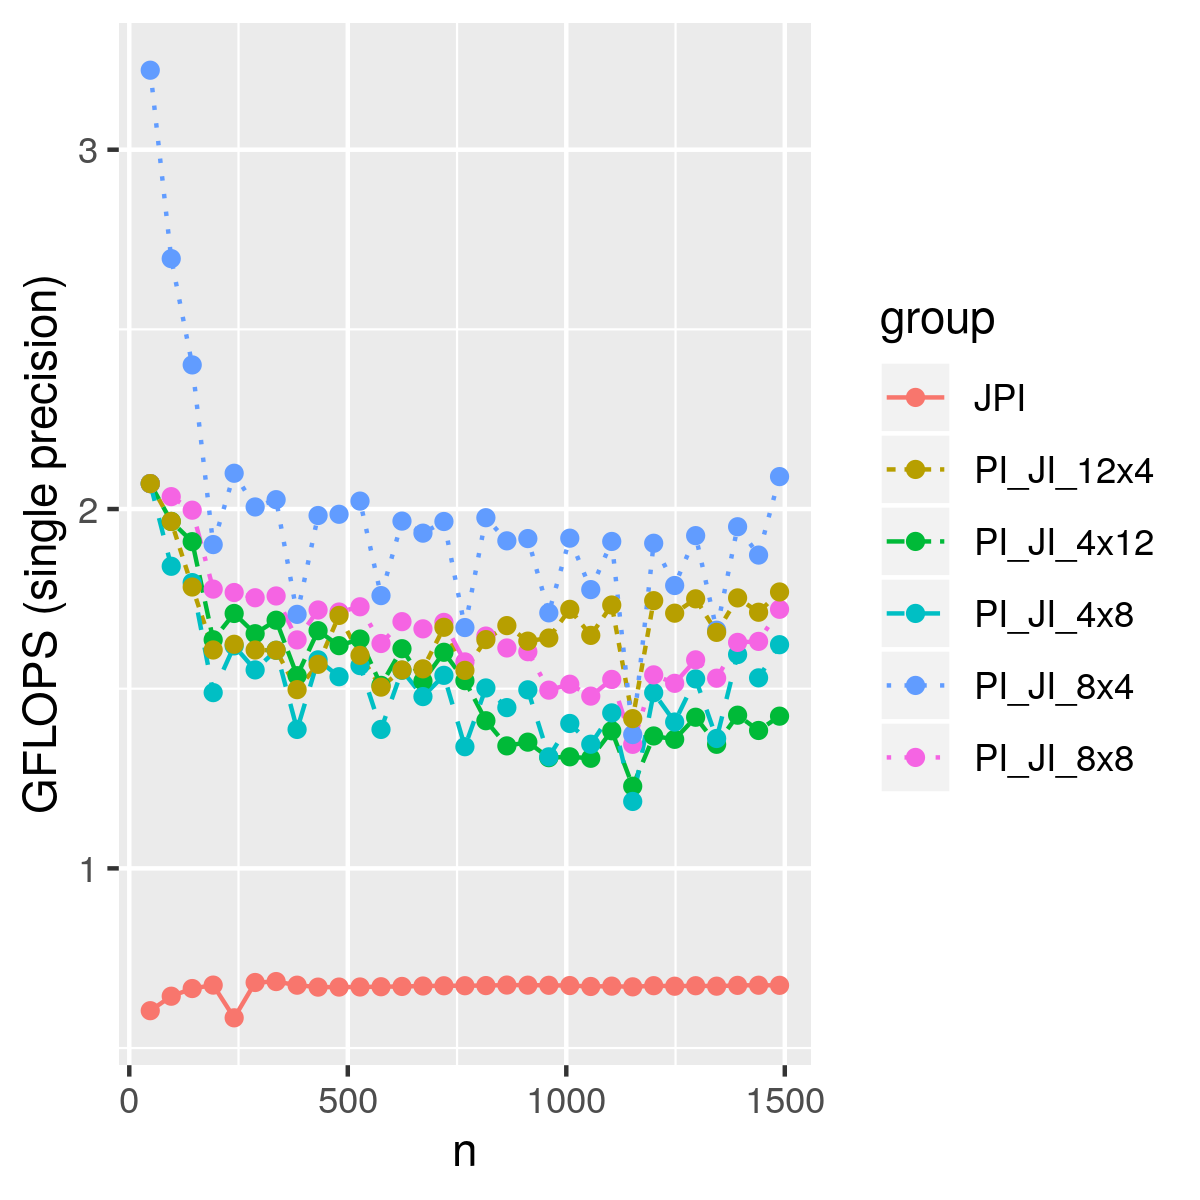 GFLOPS (single precision)
3
2
1
0
500
1000
1500
n
group
JPI
PI_JI_12x4
PI_JI_4x12
PI_JI_4x8
PI_JI_8x4
PI_JI_8x8